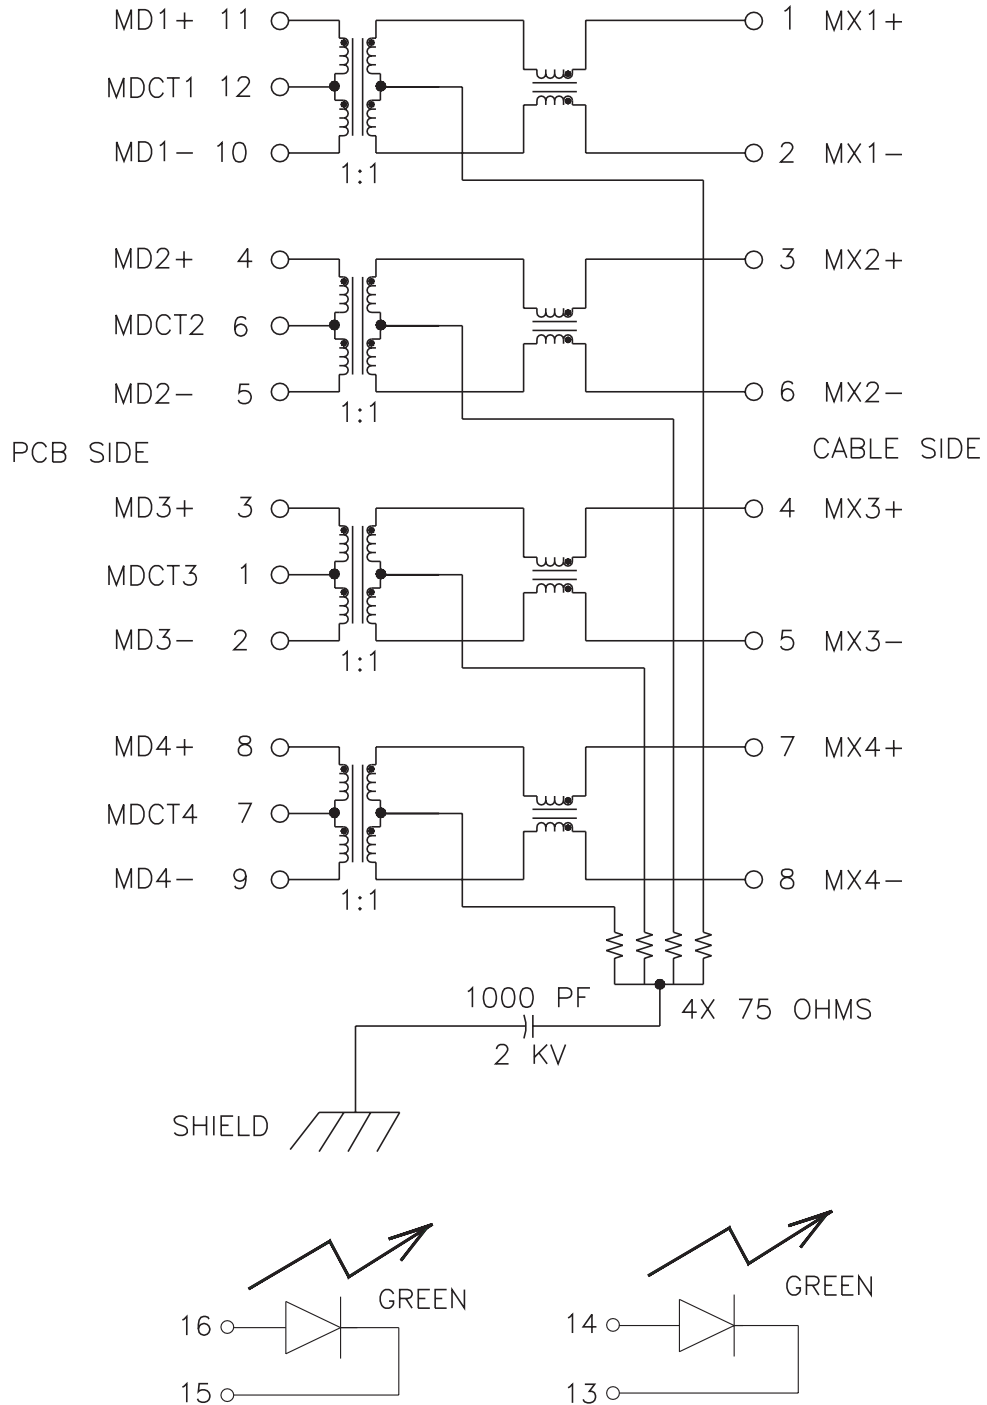 MD1+ 11 1 MX1+
MDCT1 12
MD1- 10 2 MX1-
1:1
MD2+ 4 3 MX2+
MDCT2 6
MD2- 5 6 MX2-
1:1
PCB SIDE CABLE SIDE
MD3+ 3 4 MX3+
MDCT3 1
MD3- 2 5 MX3-
1:1
MD4+ 8 7 MX4+
MDCT4 7
MD4- 9 8 MX4-
1:1
1000 PF
4X 75 OHMS
2 KV
SHIELD
GREEN
GREEN
16
14
15
13